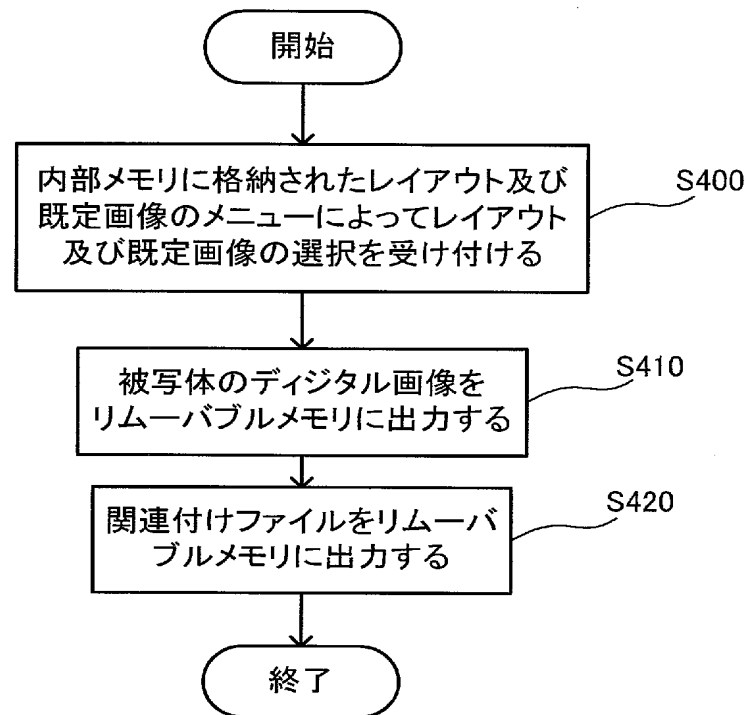 開始
内部メモリに格納されたレイアウト及び
既定画像のメニューによってレイアウト
及び既定画像の選択を受け付ける
S400
被写体のディジタル画像を
リムーバブルメモリに出力する
S410
関連付けファイルをリムーバ
ブルメモリに出力する
S420
終了